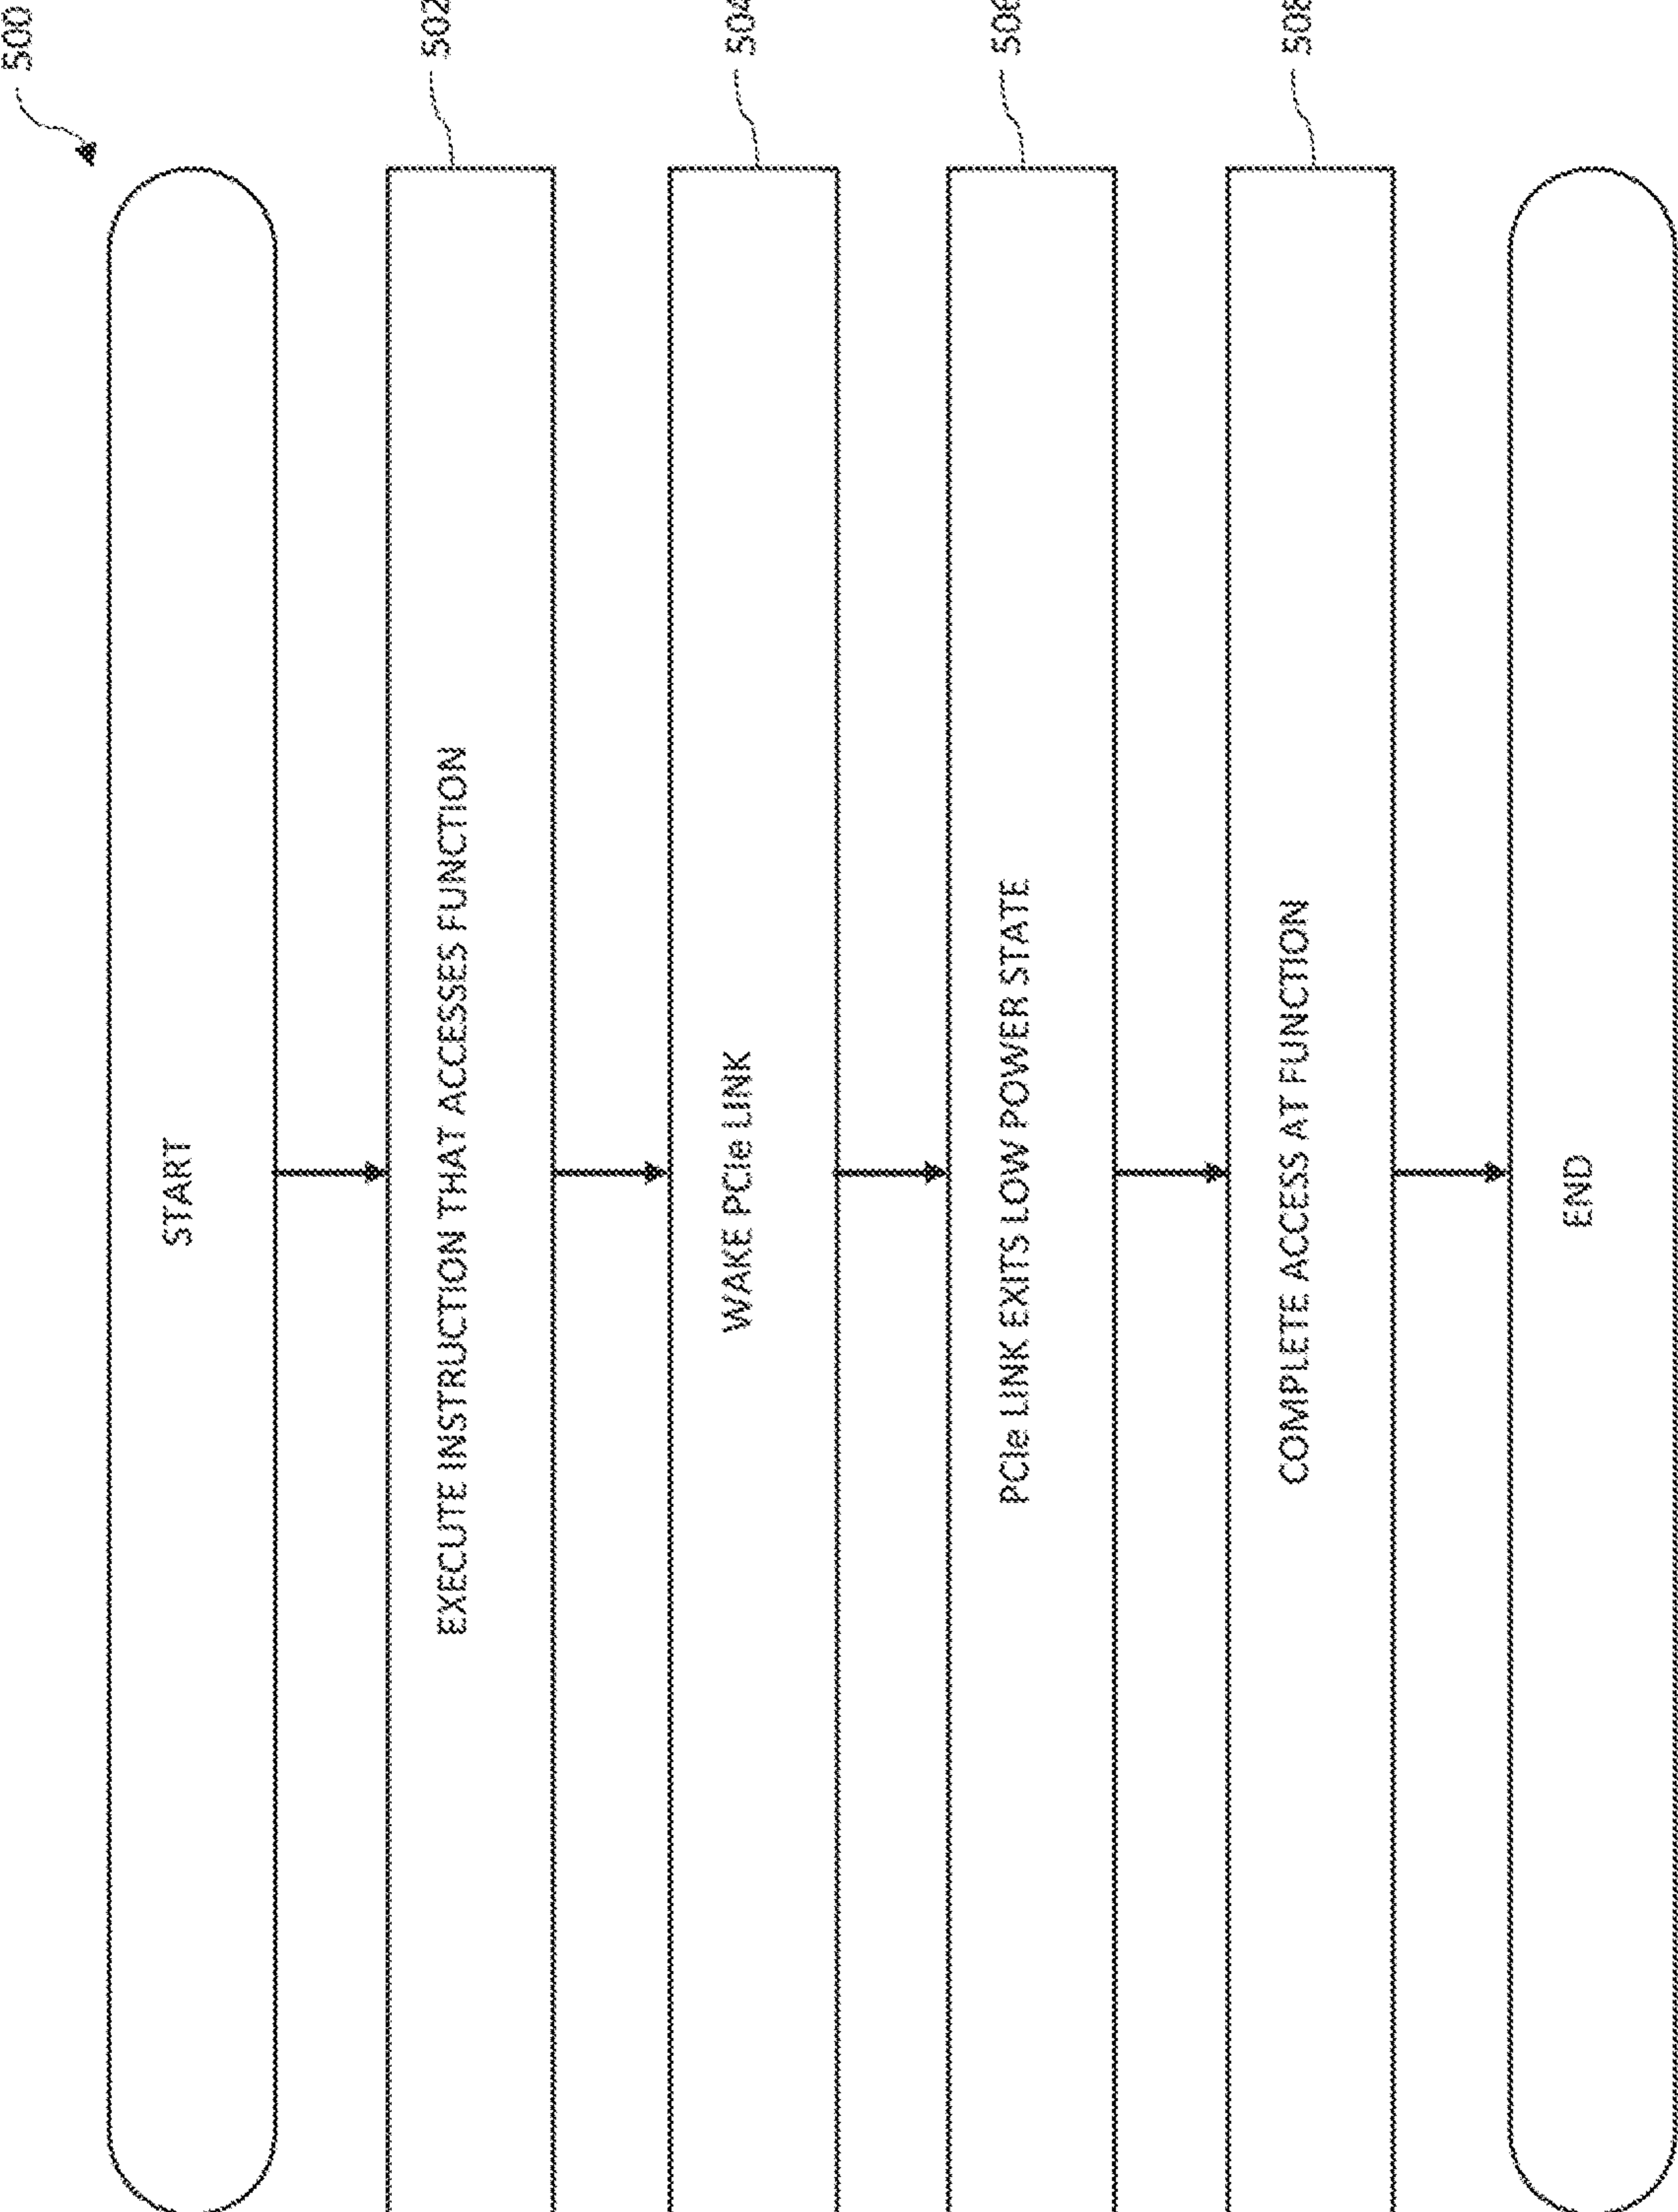 500
START
EXECUTE INSTRUCTION THAT ACCESSES FUNCTION
502
WAKE PCIe LINK
504
PCIe LINK EXITS LOW POWER STATE
506
COMPLETE ACCESS AT FUNCTION
508
END